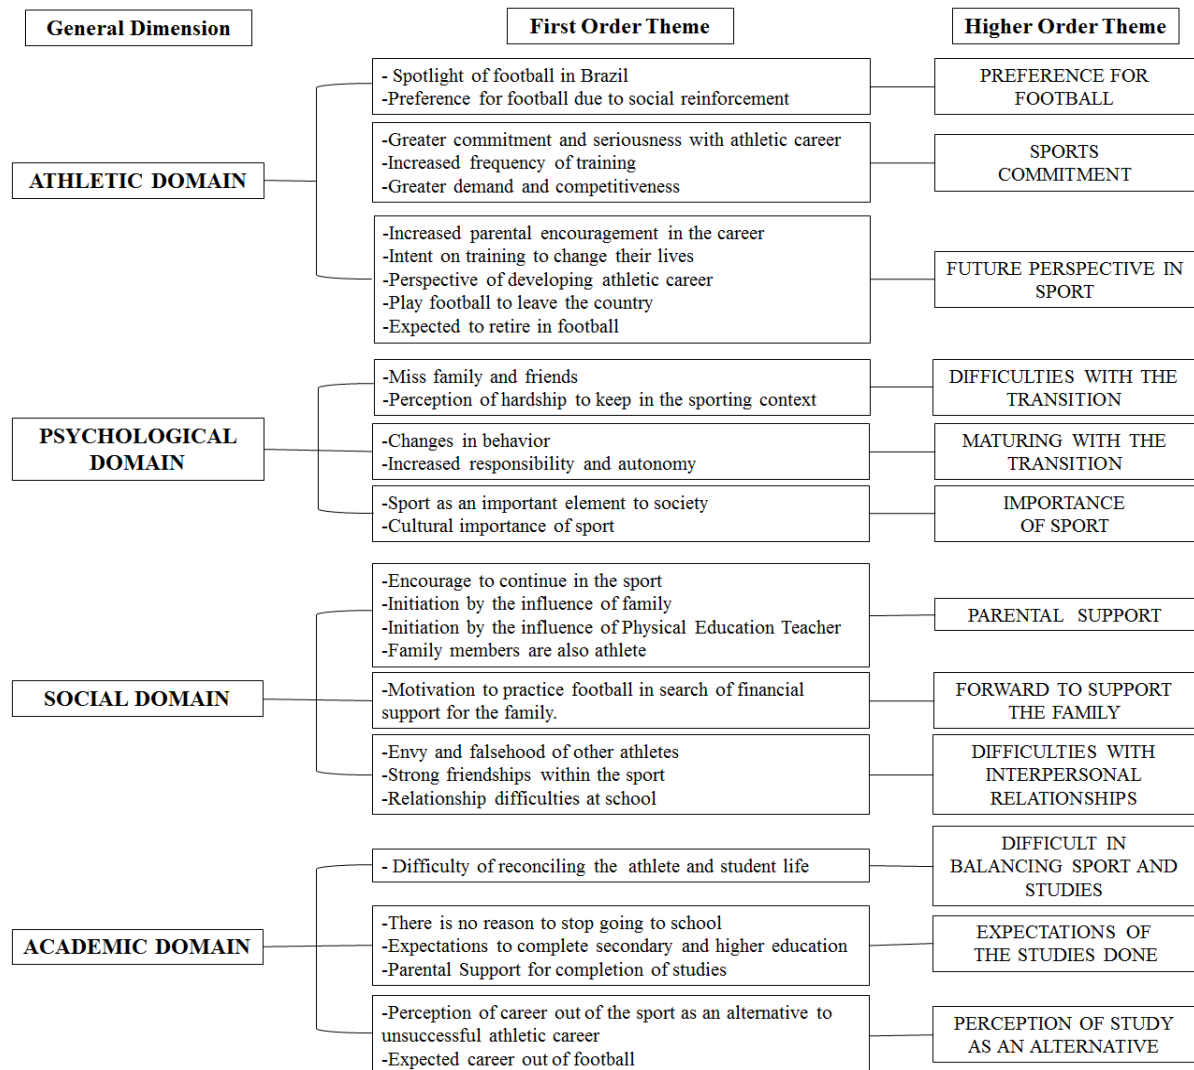 General Dimension
First Order Theme
Higher Order Theme
ATHLETIC DOMAIN
- Spotlight of football in Brazil
-Preference for football due to social reinforcement
PREFERENCE FOR
FOOTBALL
-Greater commitment and seriousness with athletic career
-Increased frequency of training
-Greater demand and competitiveness
SPORTS
COMMITMENT
-Increased parental encouragement in the career
-Intent on training to change their lives
-Perspective of developing athletic career
-Play football to leave the country
-Expected to retire in football
FUTURE PERSPECTIVE IN
SPORT
PSYCHOLOGICAL
DOMAIN
-Miss family and friends
-Perception of hardship to keep in the sporting context
DIFFICULTIES WITH THE
TRANSITION
-Changes in behavior
-Increased responsibility and autonomy
MATURING WITH THE
TRANSITION
-Sport as an important element to society
-Cultural importance of sport
IMPORTANCE
OF SPORT
SOCIAL DOMAIN
-Encourage to continue in the sport
-Initiation by the influence of family
-Initiation by the influence of Physical Education Teacher
-Family members are also athlete
PARENTAL SUPPORT
-Motivation to practice football in search of financial
support for the family.
FORWARD TO SUPPORT
THE FAMILY
-Envy and falsehood of other athletes
-Strong friendships within the sport
-Relationship difficulties at school
DIFFICULTIES WITH
INTERPERSONAL
RELATIONSHIPS
ACADEMIC DOMAIN
- Difficulty of reconciling the athlete and student life
DIFFICULT IN
BALANCING SPORT AND
STUDIES
-There is no reason to stop going to school
-Expectations to complete secondary and higher education
-Parental Support for completion of studies
EXPECTATIONS OF
THE STUDIES DONE
-Perception of career out of the sport as an alternative to
unsuccessful athletic career
-Expected career out of football
PERCEPTION OF STUDY
AS AN ALTERNATIVE